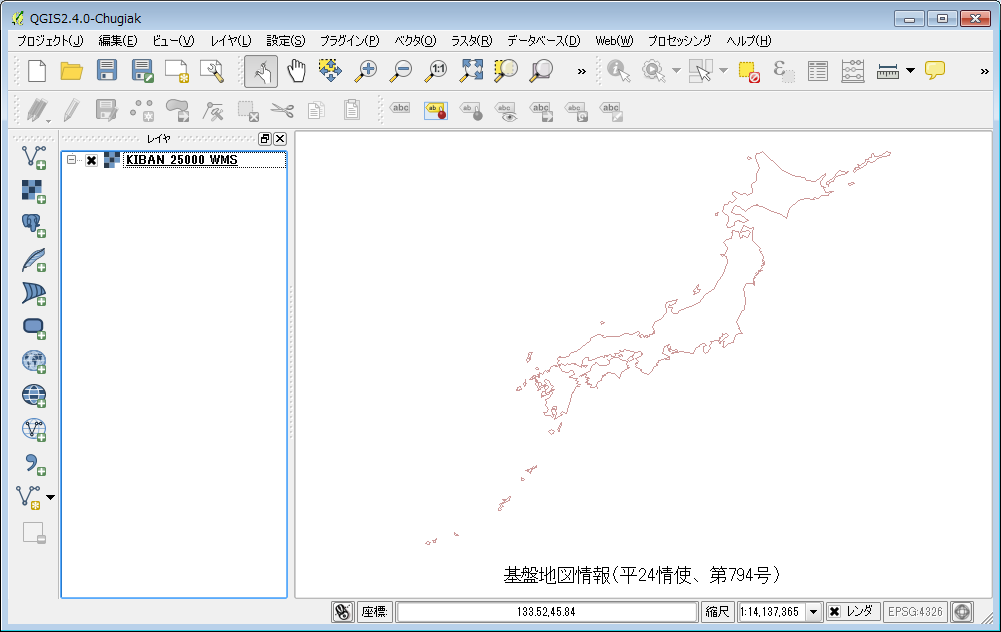 QGIS2.4.0-Chugiak
プロジェクト(J) 編集(E) ビュー(V) レイヤ(L) 設定(S) プラグイン(P) ベクタ(O) ラスタ(R) データベース(D) Web(W) プロセッシング ヘルプ(H)
1:1 » »
abc ab abc abc abc abc
レイヤ
KIBAN 25000 WMS
基盤地図情報(平24情使、第794号)
座標: 133.52,45.84 縮尺 1:14,137,365 レンダ EPSG:4326